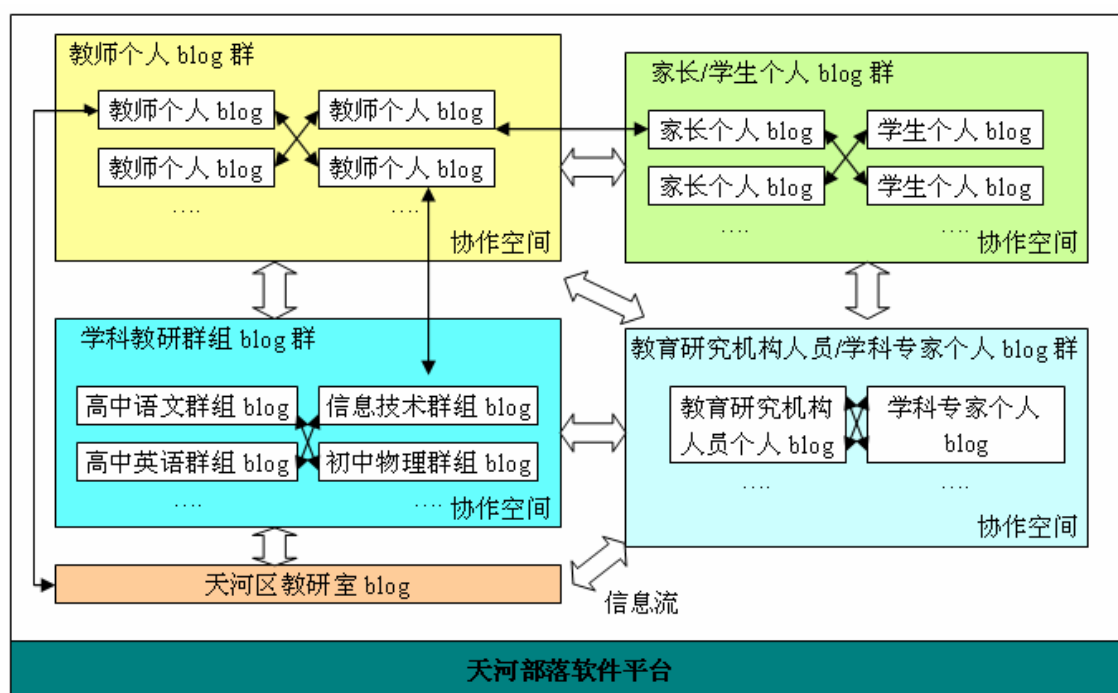 教师个人 blog 群
教师个人 blog
教师个人 blog
教师个人 blog
教师个人 blog
....
....
协作空间
家长/学生个人 blog 群
家长个人 blog
学生个人 blog
家长个人 blog
学生个人 blog
....
....
协作空间
学科教研群组 blog 群
高中语文群组 blog
信息技术群组 blog
高中英语群组 blog
初中物理群组 blog
....
....
协作空间
教育研究机构人员/学科专家个人 blog 群
教育研究机构
人员个人 blog
学科专家个人
blog
....
....
协作空间
天河区教研室 blog
信息流
天河部落软件平台